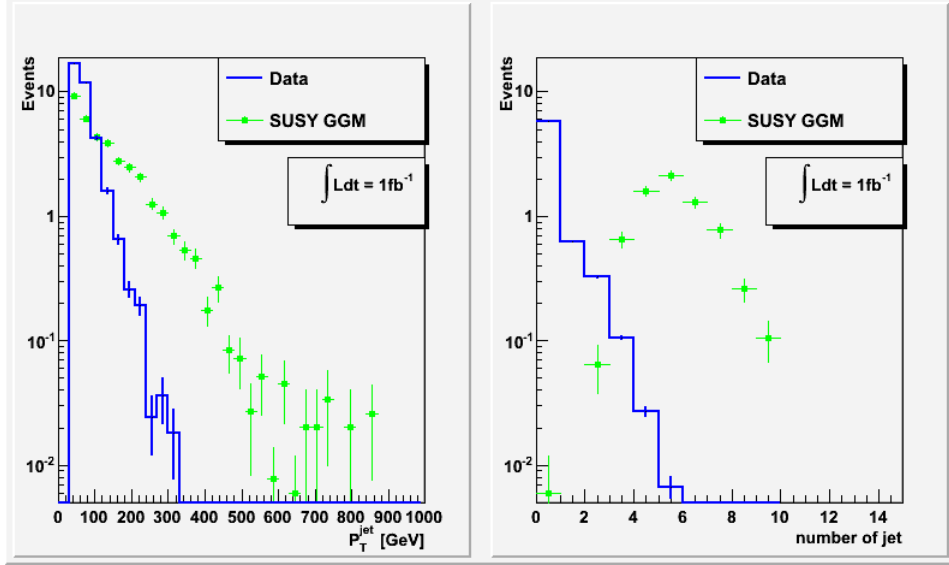 Events
10
1
10^-1
10^-2
Data
SUSY GGM
∫ Ldt = 1fb^-1
0 100 200 300 400 500 600 700 800 900 1000
P_T^jet [GeV]
Events
10
1
10^-1
10^-2
Data
SUSY GGM
∫ Ldt = 1fb^-1
0 2 4 6 8 10 12 14
number of jet